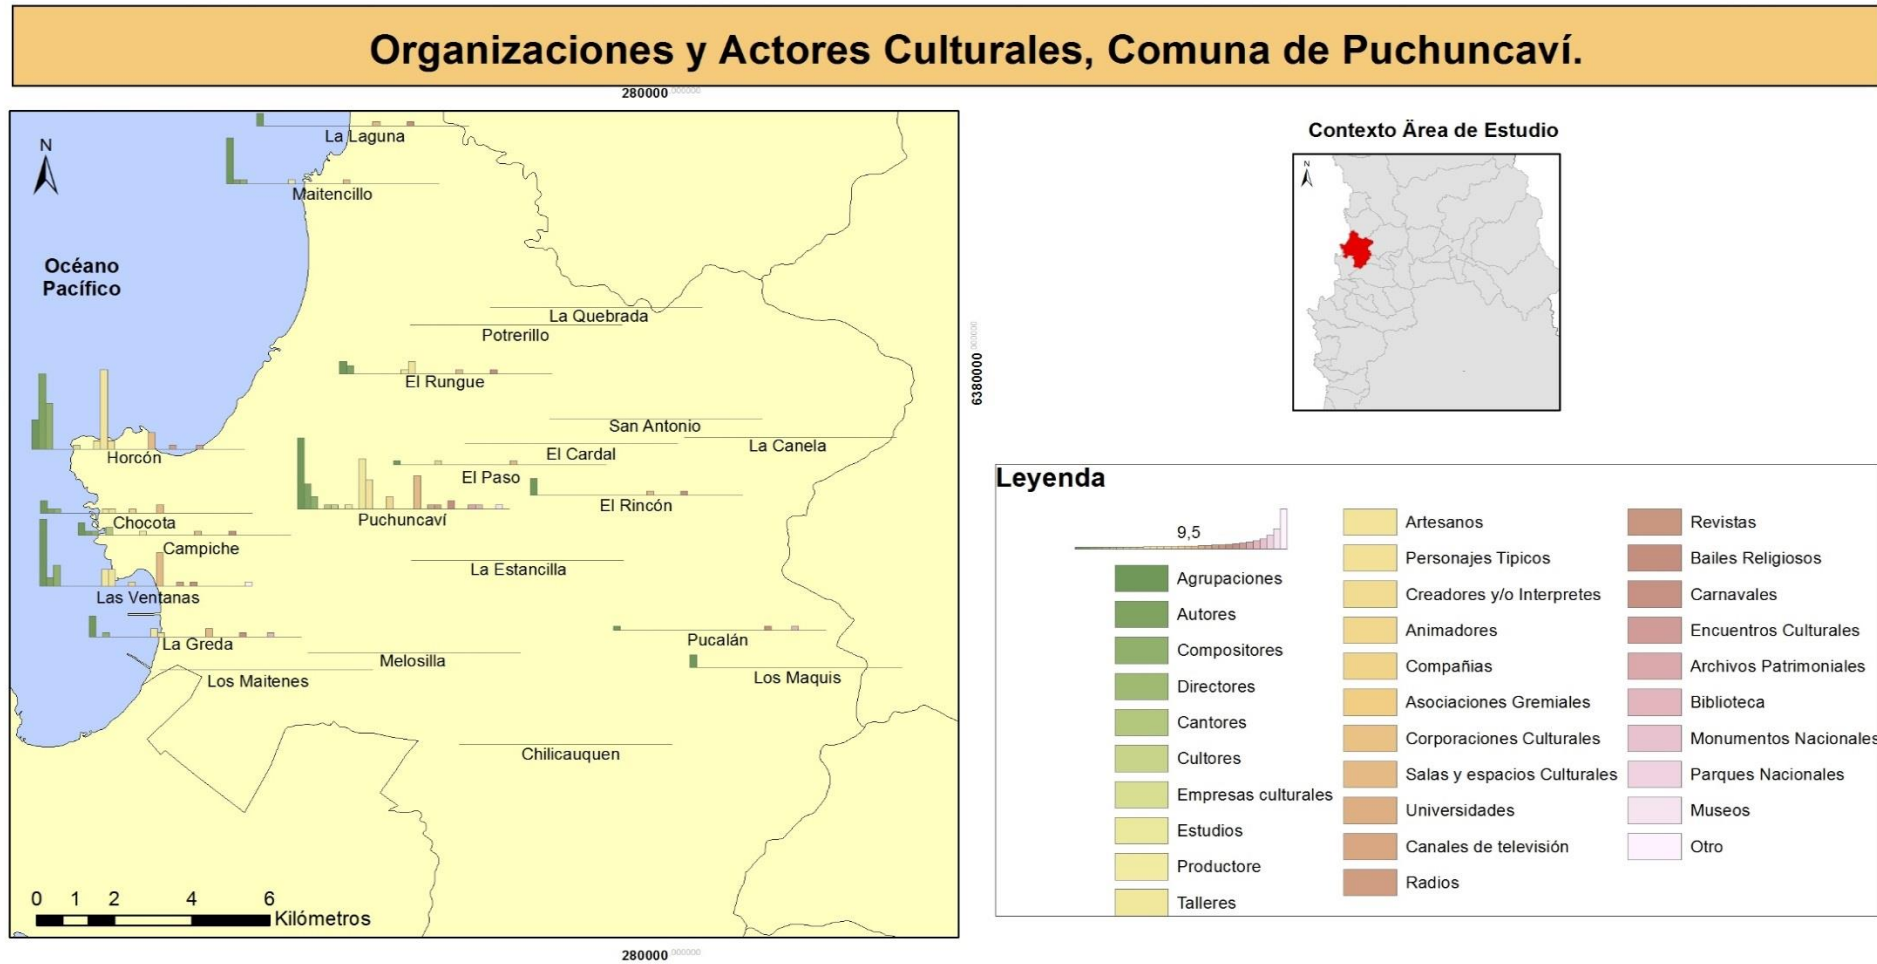 Organizaciones y Actores Culturales, Comuna de Puchuncaví.
280000 000000
N
La Laguna
Maitencillo
Océano
Pacífico
La Quebrada
Potrerillo
El Rungue
San Antonio
La Canela
El Cardal
Horcón
El Paso
El Rincón
Puchuncaví
Chocota
Campiche
La Estancilla
Las Ventanas
La Greda
Pucalán
Melosilla
Los Maquis
Los Maitenes
Chilicauquen
0 1 2 4 6
Kilómetros
280000 000000
6380000 000000
Contexto Ärea de Estudio
N
Leyenda
9,5
Agrupaciones
Autores
Compositores
Directores
Cantores
Cultores
Empresas culturales
Estudios
Productore
Talleres
Artesanos
Personajes Tipicos
Creadores y/o Interpretes
Animadores
Compañias
Asociaciones Gremiales
Corporaciones Culturales
Salas y espacios Culturales
Universidades
Canales de televisión
Radios
Revistas
Bailes Religiosos
Carnavales
Encuentros Culturales
Archivos Patrimoniales
Biblioteca
Monumentos Nacionales
Parques Nacionales
Museos
Otro